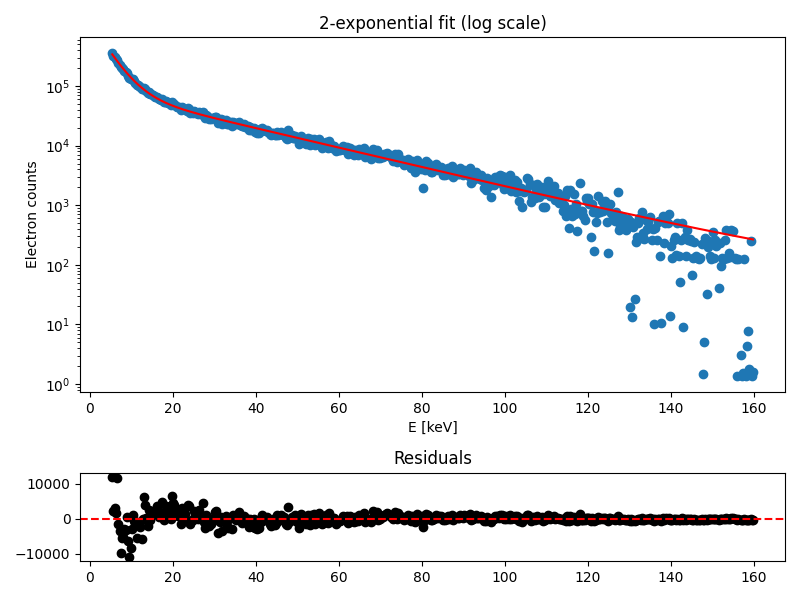 2-exponential fit (log scale)
10^5
10^4
10^3
10^2
10^1
10^0
Electron counts
0 20 40 60 80 100 120 140 160
E [keV]
Residuals
10000
0
−10000
0 20 40 60 80 100 120 140 160